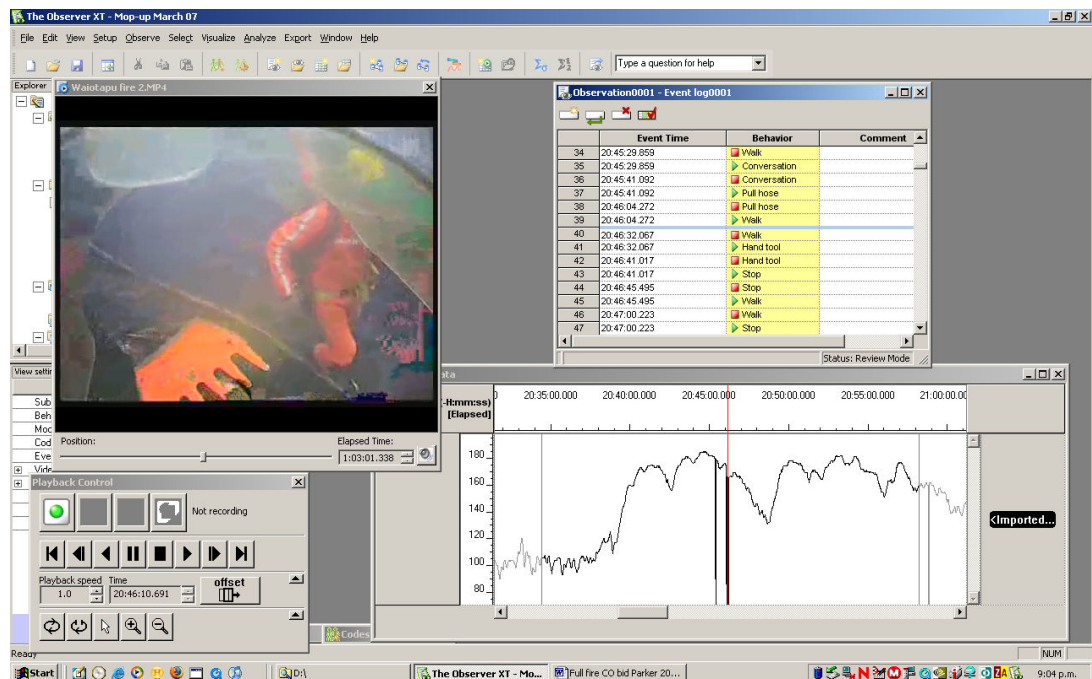 The Observer XT - Mop-up March 07
File Edit View Setup Observe Select Visualize Analyze Export Window Help
Type a question for help
Explorer
Waiotapu fire 2.MP4
Position:
Elapsed Time:
1:03:01.338
Observation0001 - Event log0001
Event Time Behavior Comment
34 20:45:29.859 Walk
35 20:45:29.859 Conversation
36 20:45:41.092 Conversation
37 20:45:41.092 Pull hose
38 20:46:04.272 Pull hose
39 20:46:04.272 Walk
40 20:46:32.067 Walk
41 20:46:32.067 Hand tool
42 20:46:41.017 Hand tool
43 20:46:41.017 Stop
44 20:46:45.495 Stop
45 20:46:45.495 Walk
46 20:47:00.223 Walk
47 20:47:00.223 Stop
Status: Review Mode
View settin
Sub
Beh
Mod
Cod
Eve
Vide
ata
(-H:mm:ss)
[Elapsed]
20:35:00.000 20:40:00.000 20:45:00.000 20:50:00.000 20:55:00.000 21:00:00.00
180
160
140
120
100
80
<Imported...
Playback Control
Not recording
Playback speed Time
1.0 20:46:10.691
offset
Codes
Ready
NUM
Start D:\ The Observer XT - Mo... Full fire CO bid Parker 20... 9:04 p.m.